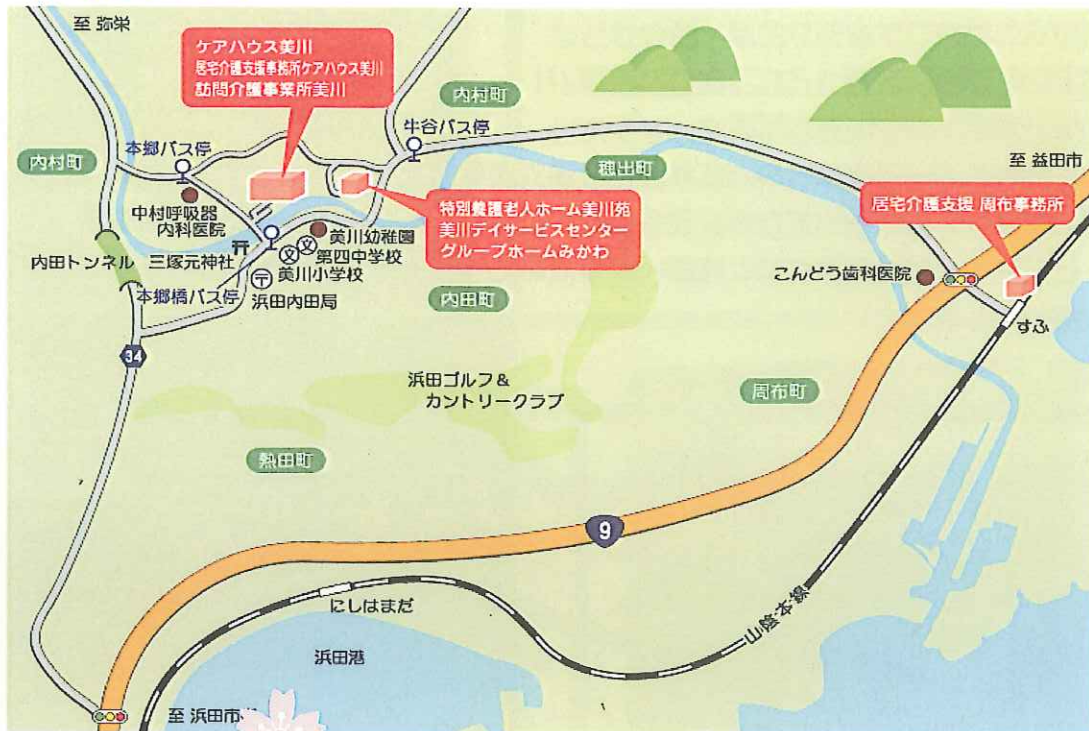 至 弥栄
ケアハウス美川
居宅介護支援事務所ケアハウス美川
訪問介護事業所美川
内村町
牛谷バス停
本郷バス停
内村町
穂出町
至 益田市
中村呼吸器
内科医院
特別養護老人ホーム美川苑
美川デイサービスセンター
グループホームみかわ
居宅介護支援 周布事務所
美川幼稚園
文
第四中学校
文
美川小学校
三塚元神社
内田トンネル
本郷橋バス停
浜田内田局
内田町
こんどう歯科医院
すふ
34
浜田ゴルフ&
カントリークラブ
周布町
熱田町
9
にしはまだ
山陰本線
浜田港
至 浜田市